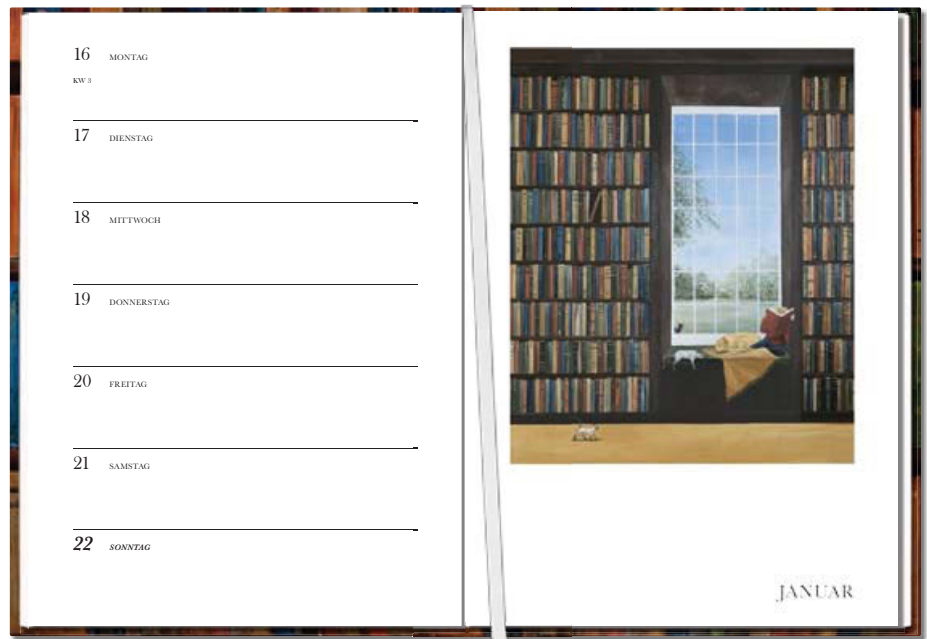 16 MONTAG
KW 3
17 DIENSTAG
18 MITTWOCH
19 DONNERSTAG
20 FREITAG
21 SAMSTAG
22 SONNTAG
JANUAR